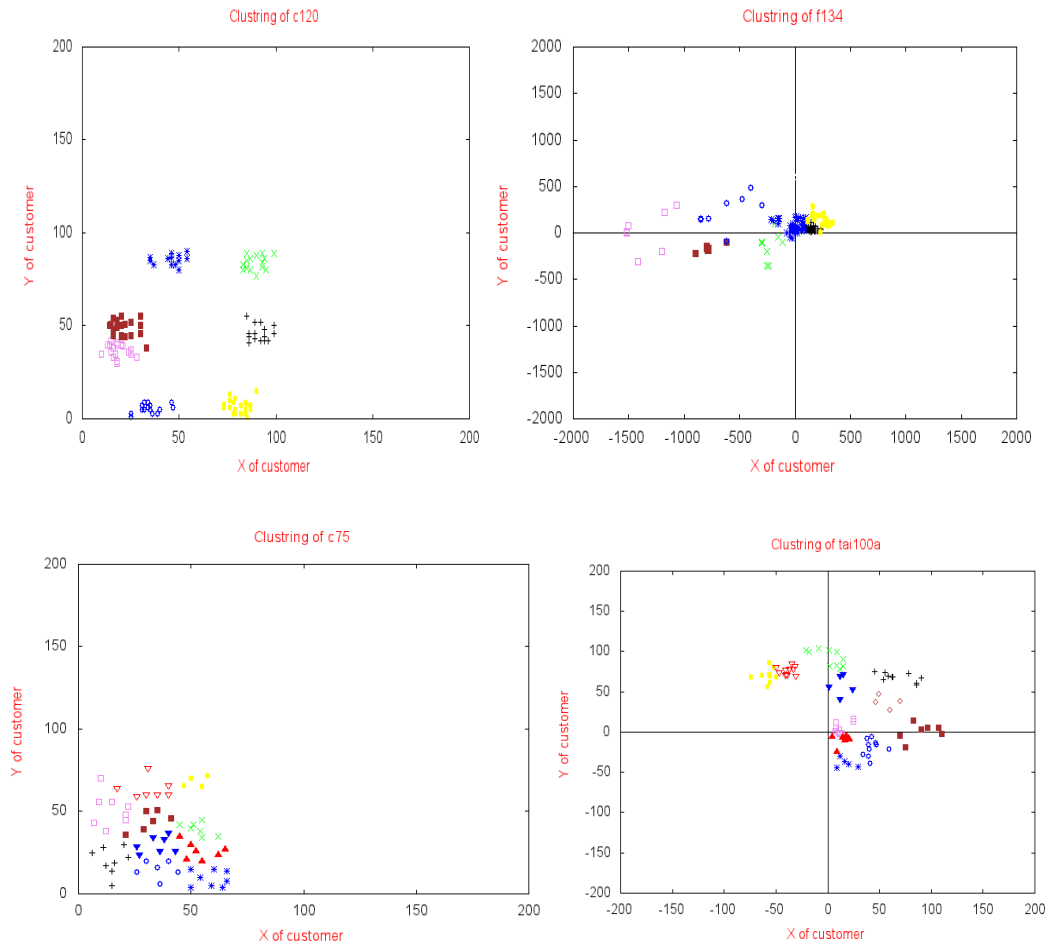 Clustring of c120
200
150
100
50
0
0 50 100 150 200
Y of customer
X of customer
Clustring of f134
2000
1500
1000
500
0
-500
-1000
-1500
-2000
-2000 -1500 -1000 -500 0 500 1000 1500 2000
Y of customer
X of customer
Clustring of c75
200
150
100
50
0
0 50 100 150 200
Y of customer
X of customer
Clustring of tai100a
200
150
100
50
0
-50
-100
-150
-200
-200 -150 -100 -50 0 50 100 150 200
Y of customer
X of customer